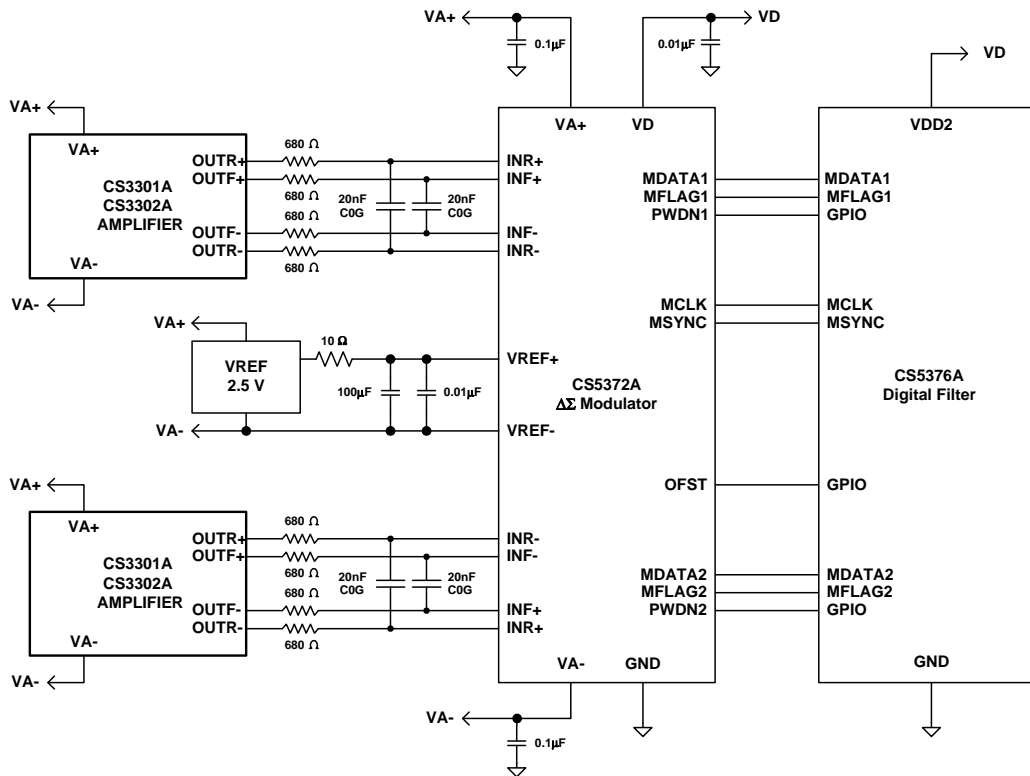 VA+
0.1µF
0.01µF
VD
VD
VA+
VA+
OUTR+
OUTF+
CS3301A
CS3302A
AMPLIFIER
OUTF-
OUTR-
VA-
VA-
680 Ω
680 Ω
680 Ω
680 Ω
20nF
C0G
20nF
C0G
VA+
VREF
2.5 V
VA-
10 Ω
100µF
0.01µF
VA+
VA+
OUTR+
OUTF+
CS3301A
CS3302A
AMPLIFIER
OUTF-
OUTR-
VA-
VA-
680 Ω
680 Ω
680 Ω
680 Ω
20nF
C0G
20nF
C0G
VA+
VD
INR+
INF+
INF-
INR-
VREF+
VREF-
INR-
INF-
INF+
INR+
CS5372A
ΔΣ Modulator
MDATA1
MFLAG1
PWDN1
MCLK
MSYNC
OFST
MDATA2
MFLAG2
PWDN2
VA-
GND
VA-
0.1µF
VDD2
MDATA1
MFLAG1
GPIO
MCLK
MSYNC
CS5376A
Digital Filter
GPIO
MDATA2
MFLAG2
GPIO
GND